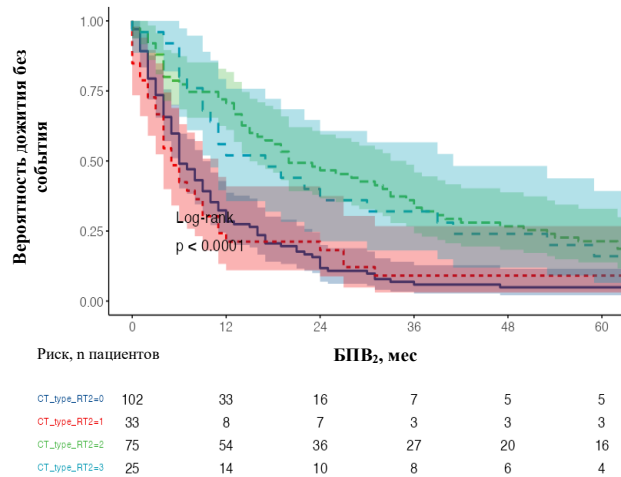 Вероятность дожития без
события
1.00
0.75
0.50
0.25
0.00
Log-rank
p < 0.0001
0 12 24 36 48 60
Риск, n пациентов
БПВ₂, мес
CT_type_RT2=0 102 33 16 7 5 5
CT_type_RT2=1 33 8 7 3 3 3
CT_type_RT2=2 75 54 36 27 20 16
CT_type_RT2=3 25 14 10 8 6 4